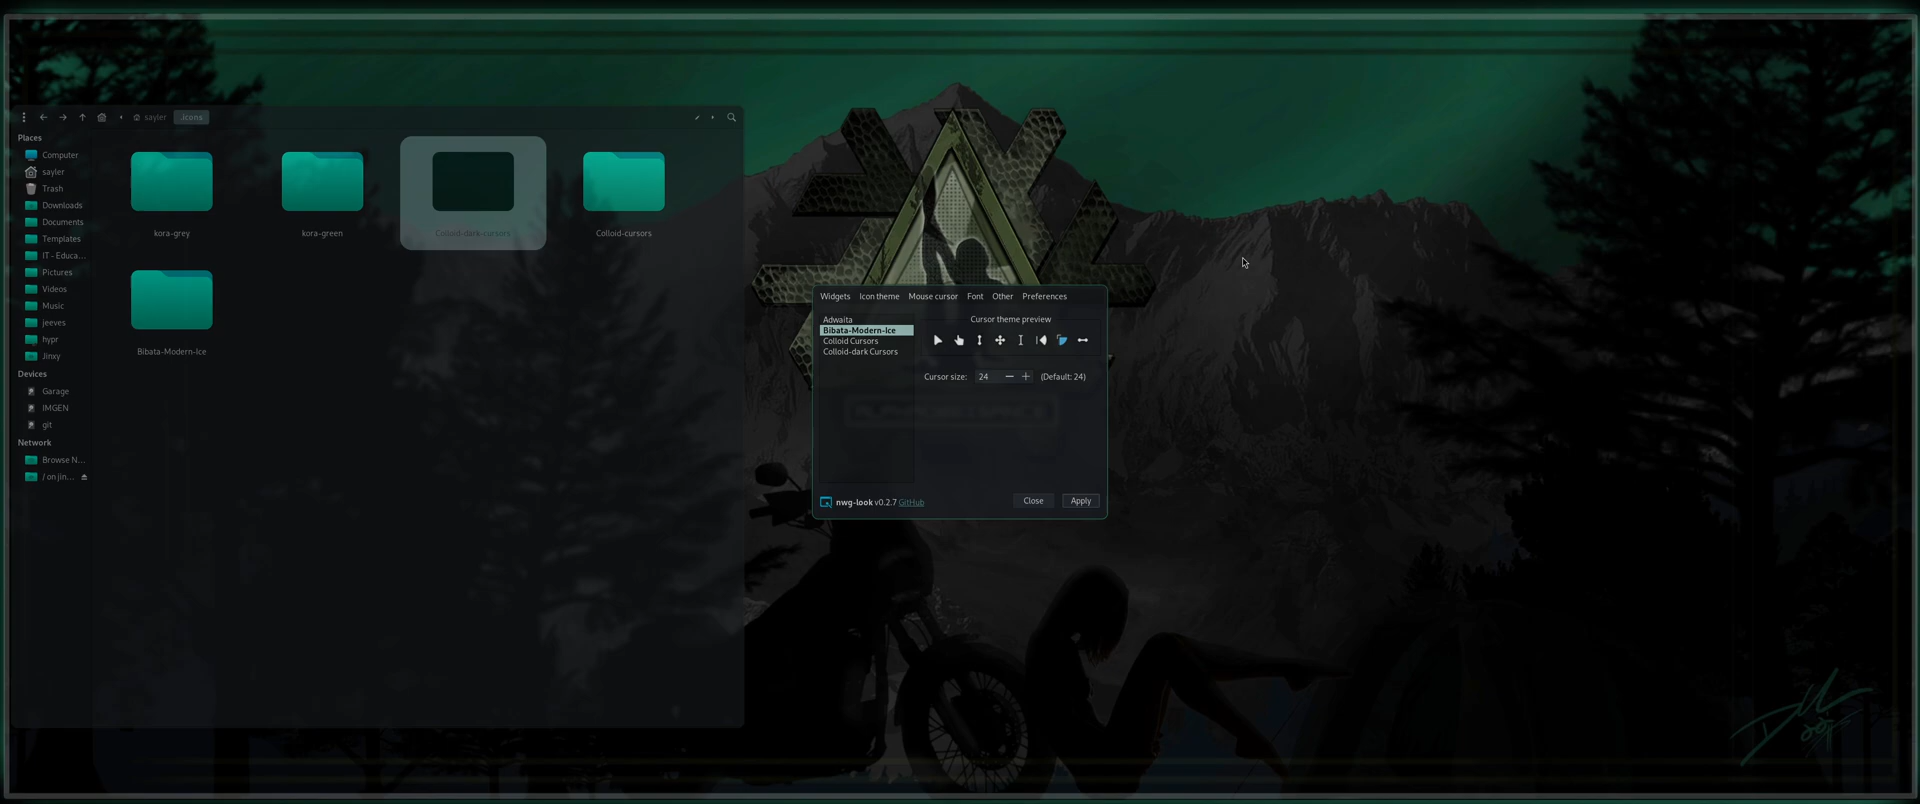 sayler
.icons
Places
Computer
sayler
Trash
Downloads
Documents
Templates
IT - Educa...
Pictures
Videos
Music
jeeves
hypr
Jinxy
Devices
Garage
IMGEN
git
Network
Browse N...
/ on jin...
kora-grey
kora-green
Colloid-dark-cursors
Colloid-cursors
Bibata-Modern-Ice
Widgets Icon theme Mouse cursor Font Other Preferences
Adwaita
Bibata-Modern-Ice
Colloid Cursors
Colloid-dark Cursors
Cursor theme preview
Cursor size: 24 (Default: 24)
nwg-look v0.2.7 GitHub
Close Apply